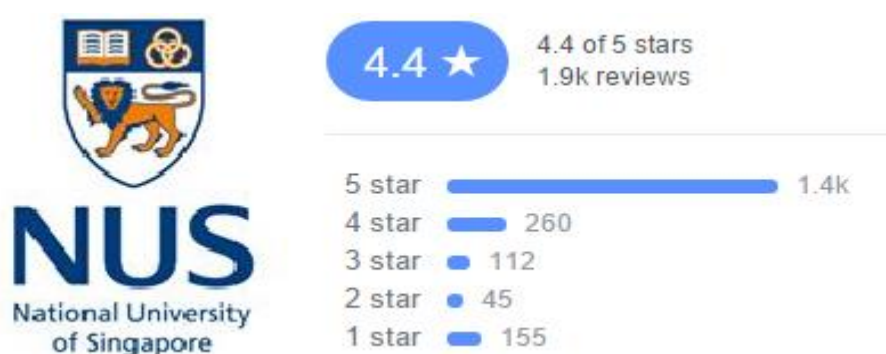 NUS
National University
of Singapore
4.4 ★
4.4 of 5 stars
1.9k reviews
5 star 1.4k
4 star 260
3 star 112
2 star 45
1 star 155